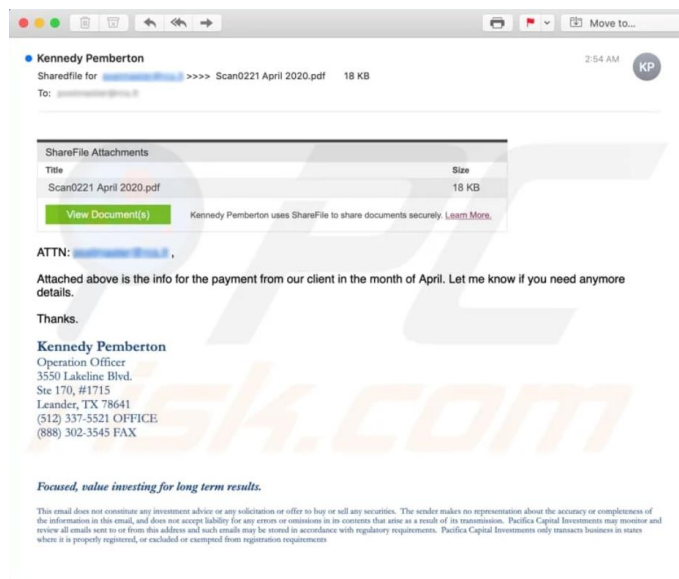 Move to...
Kennedy Pemberton
2:54 AM
KP
Sharedfile for >>>> Scan0221 April 2020.pdf 18 KB
To:
ShareFile Attachments
Title Size
Scan0221 April 2020.pdf 18 KB
View Document(s) Kennedy Pemberton uses ShareFile to share documents securely. Learn More.
ATTN: ,
Attached above is the info for the payment from our client in the month of April. Let me know if you need anymore
details.
Thanks.
Kennedy Pemberton
Operation Officer
3550 Lakeline Blvd.
Ste 170, #1715
Leander, TX 78641
(512) 337-5521 OFFICE
(888) 302-3545 FAX
Focused, value investing for long term results.
This email does not constitute any investment advice or any solicitation or offer to buy or sell any securities. The sender makes no representation about the accuracy or completeness of
the information in this email, and does not accept liability for any errors or omissions in its contents that arise as a result of its transmission. Pacifica Capital Investments may monitor and
review all emails sent to or from this address and such emails may be stored in accordance with regulatory requirements. Pacifica Capital Investments only transacts business in states
where it is properly registered, or excluded or exempted from registration requirements
PPC
risk.com